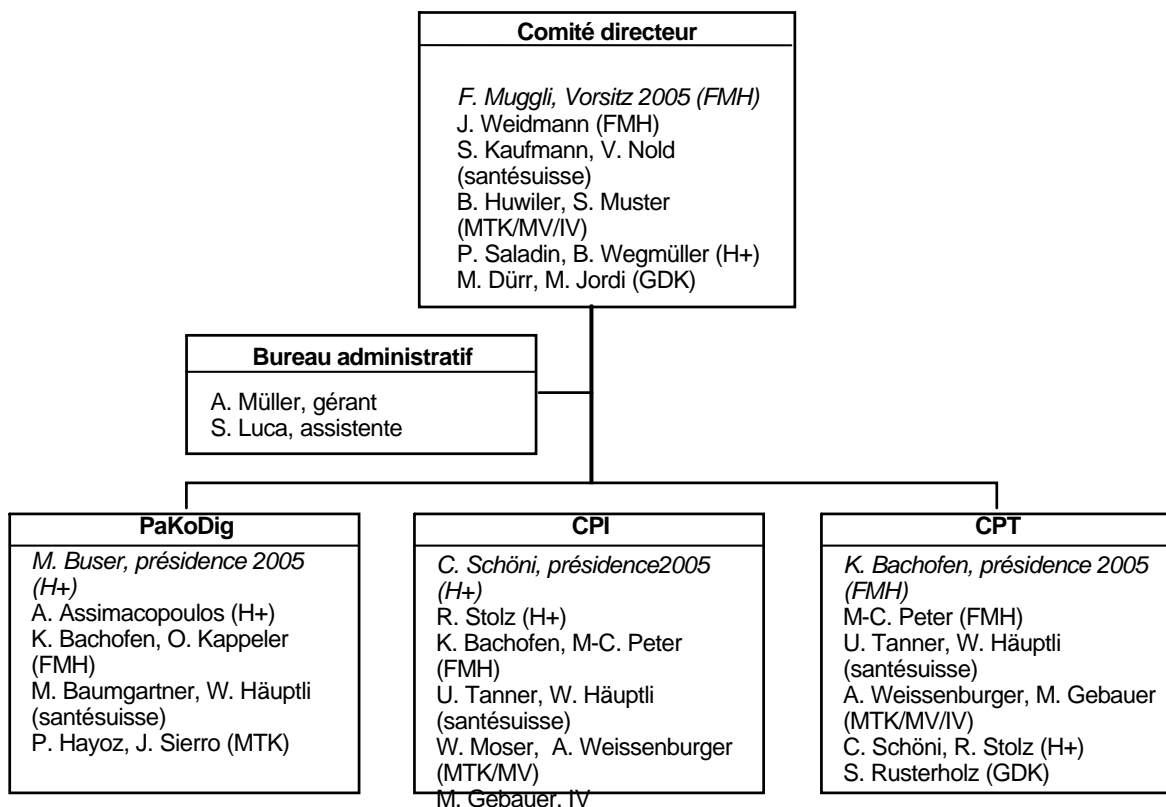 Comité directeur
F. Muggli, Vorsitz 2005 (FMH)
J. Weidmann (FMH)
S. Kaufmann, V. Nold
(santésuisse)
B. Huwiler, S. Muster
(MTK/MV/IV)
P. Saladin, B. Wegmüller (H+)
M. Dürr, M. Jordi (GDK)
Bureau administratif
A. Müller, gérant
S. Luca, assistente
PaKoDig
M. Buser, présidence 2005
(H+)
A. Assimacopoulos (H+)
K. Bachofen, O. Kappeler
(FMH)
M. Baumgartner, W. Häuptli
(santésuisse)
P. Hayoz, J. Sierro (MTK)
CPI
C. Schöni, présidence2005
(H+)
R. Stolz (H+)
K. Bachofen, M-C. Peter
(FMH)
U. Tanner, W. Häuptli
(santésuisse)
W. Moser, A. Weissenburger
(MTK/MV)
M. Gebauer, IV
CPT
K. Bachofen, présidence 2005
(FMH)
M-C. Peter (FMH)
U. Tanner, W. Häuptli
(santésuisse)
A. Weissenburger, M. Gebauer
(MTK/MV/IV)
C. Schöni, R. Stolz (H+)
S. Rusterholz (GDK)